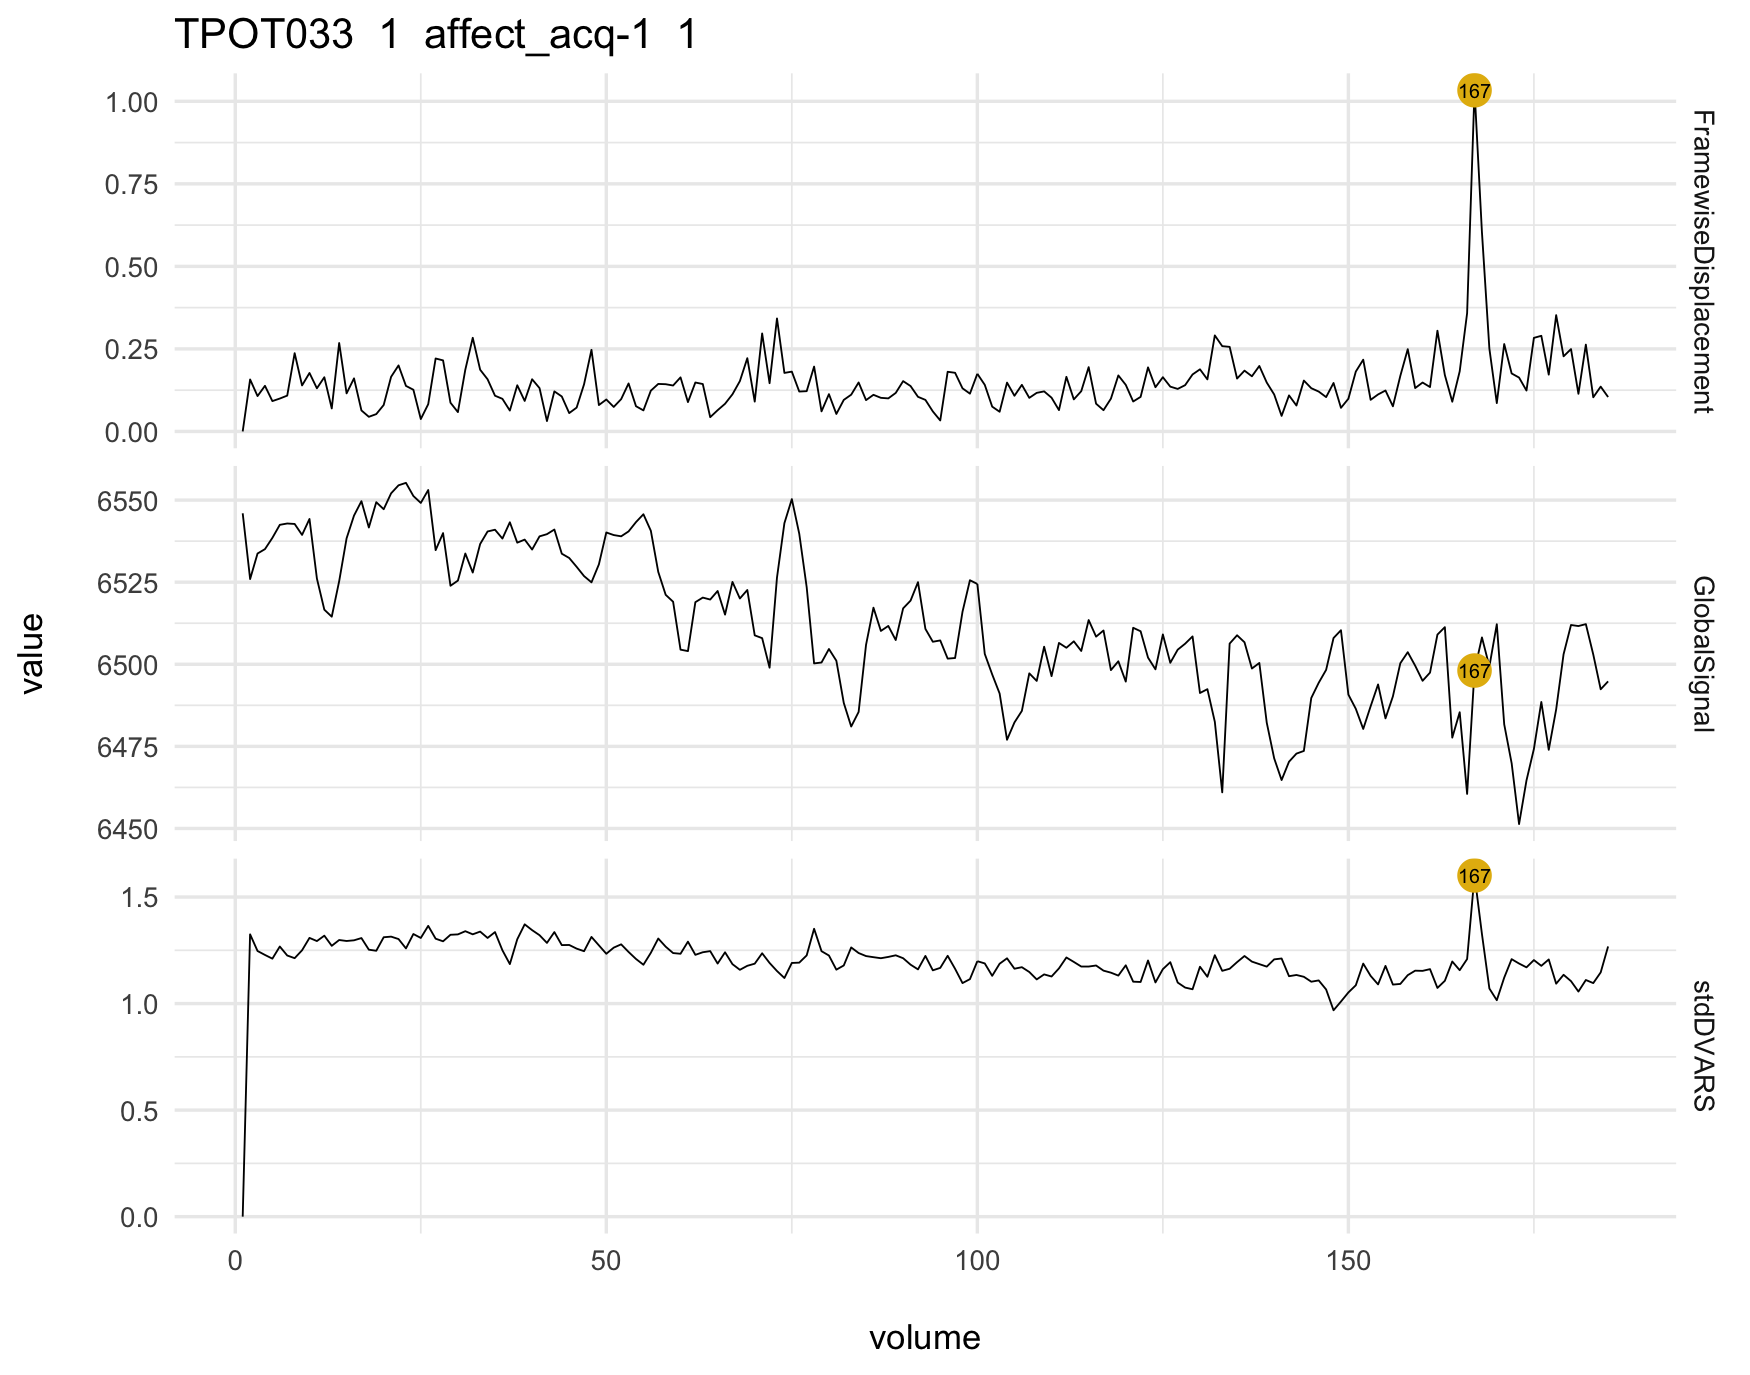 TPOT033  1  affect_acq-1  1
1.00
0.75
0.50
0.25
0.00
167
FramewiseDisplacement
6550
6525
6500
6475
6450
167
GlobalSignal
1.5
1.0
0.5
0.0
167
stdDVARS
value
0 50 100 150
volume